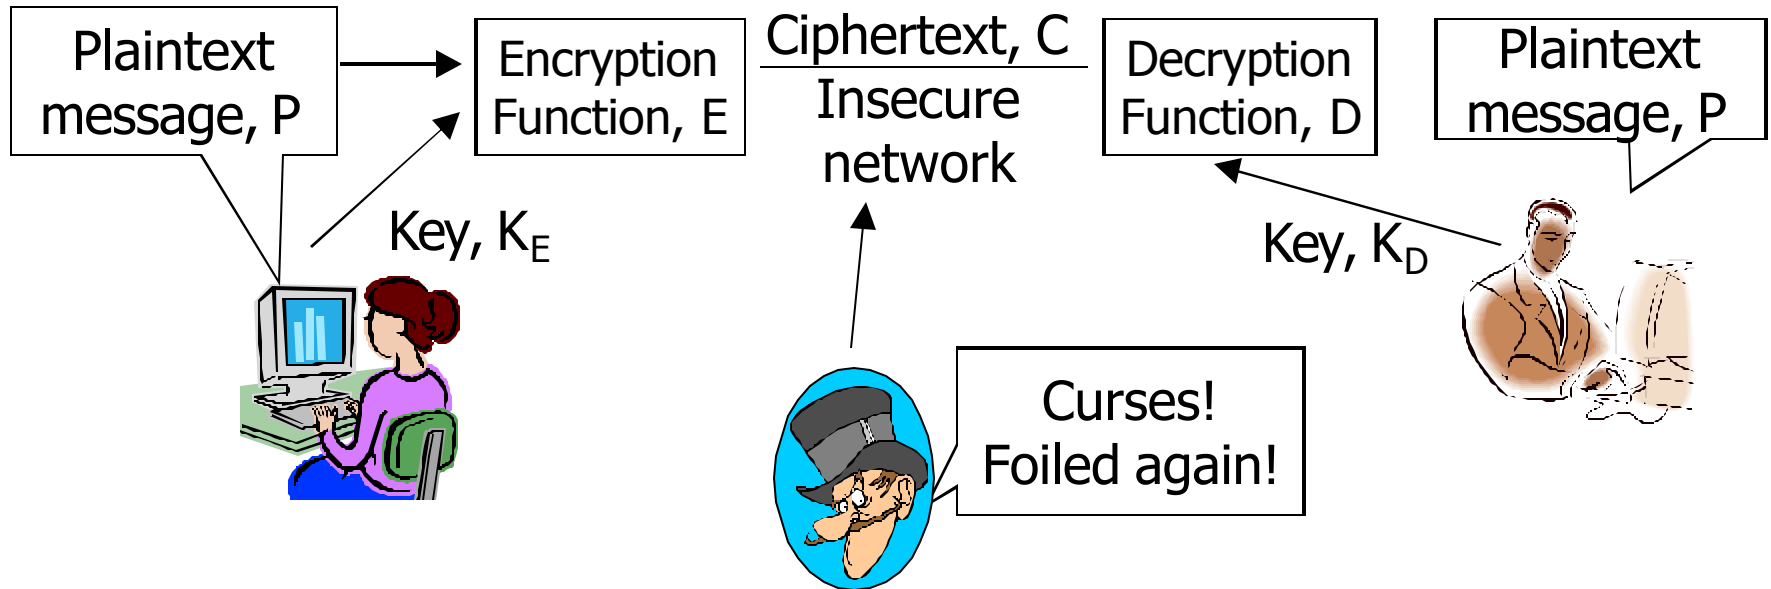 Plaintext
message, P
Encryption
Function, E
Ciphertext, C
Insecure
network
Decryption
Function, D
Plaintext
message, P
Key, K_E
Key, K_D
Curses!
Foiled again!